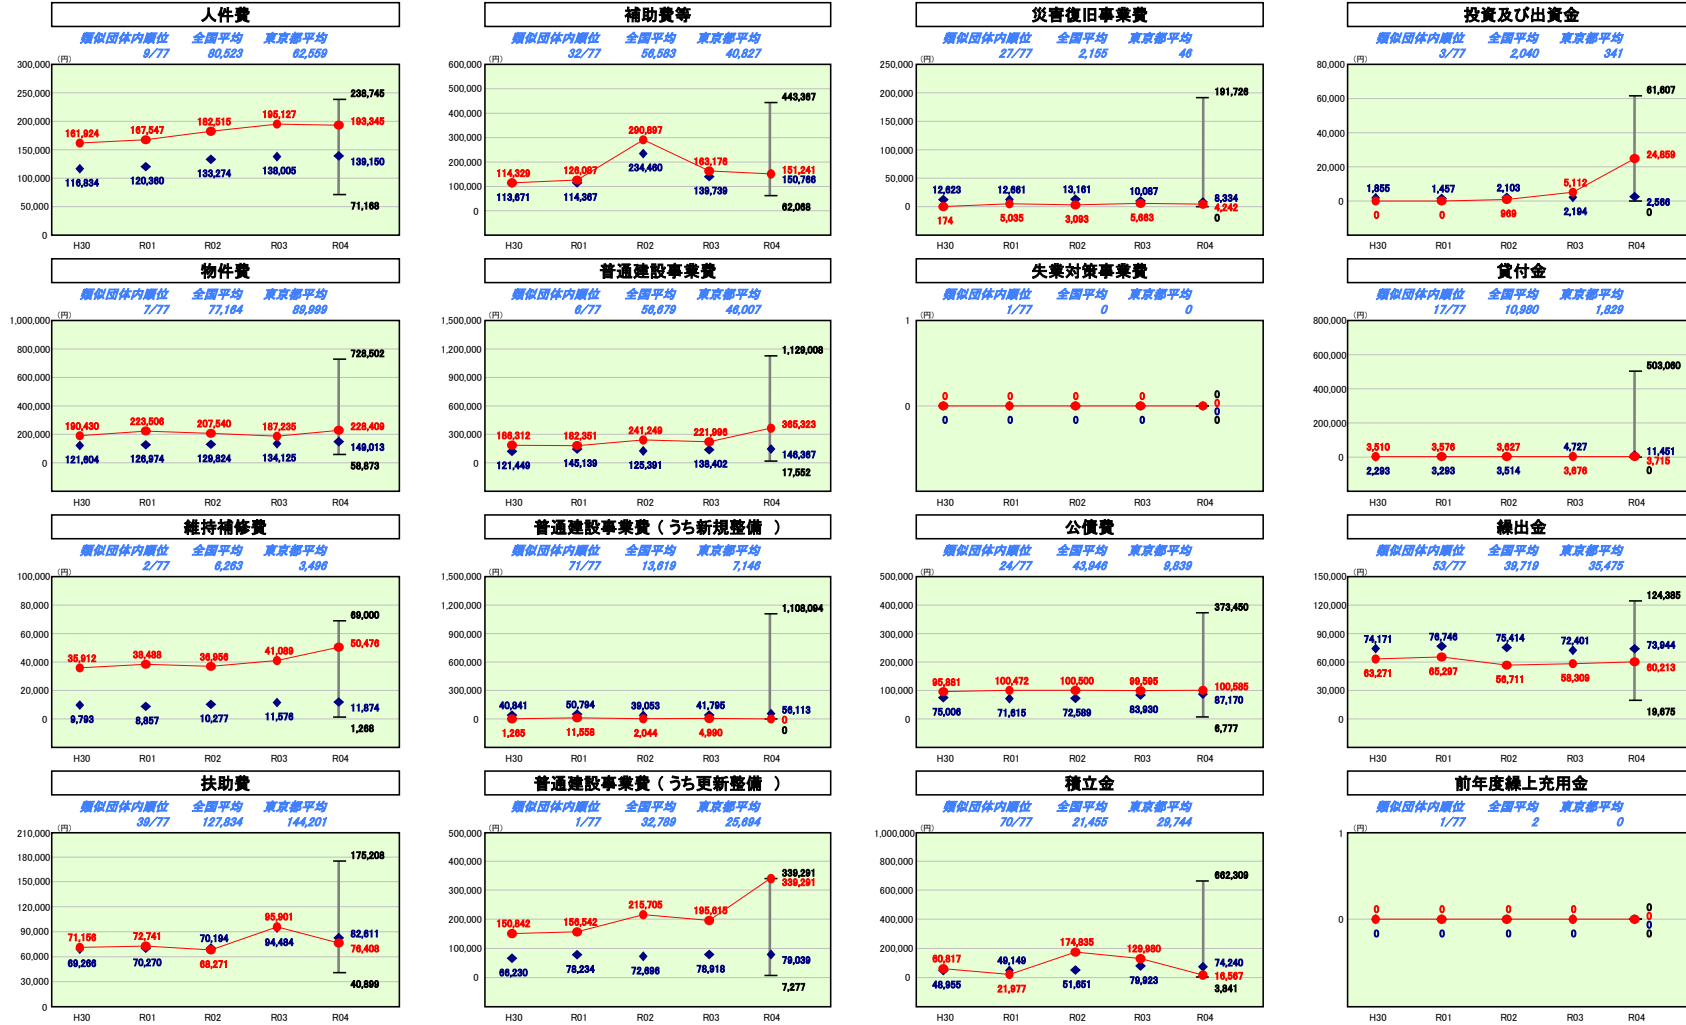 人件費
類似団体内順位 全国平均 東京都平均
9/77 80,523 62,559
(円)
300,000
250,000
200,000
150,000
100,000
50,000
0
161,924 167,547 182,515 195,127 193,345
116,834 120,360 133,274 138,005 139,150
238,745
71,168
H30 R01 R02 R03 R04
補助費等
類似団体内順位 全国平均 東京都平均
32/77 56,583 40,827
(円)
600,000
500,000
400,000
300,000
200,000
100,000
0
114,329 126,087 290,897 163,176 151,241
113,671 114,367 234,460 139,739 150,766
443,367
62,068
H30 R01 R02 R03 R04
災害復旧事業費
類似団体内順位 全国平均 東京都平均
27/77 2,155 46
(円)
250,000
200,000
150,000
100,000
50,000
0
12,623 12,661 13,161 10,087 8,334
174 5,035 3,093 5,663 4,242
191,726
0
H30 R01 R02 R03 R04
投資及び出資金
類似団体内順位 全国平均 東京都平均
3/77 2,040 341
(円)
80,000
60,000
40,000
20,000
0
1,855 1,457 2,103 5,112 24,859
0 0 969 2,194 2,566
61,607
0
H30 R01 R02 R03 R04
物件費
類似団体内順位 全国平均 東京都平均
7/77 77,164 89,999
(円)
1,000,000
800,000
600,000
400,000
200,000
0
190,430 223,506 207,540 187,235 228,409
121,604 126,974 129,824 134,125 149,013
728,502
58,873
H30 R01 R02 R03 R04
普通建設事業費
類似団体内順位 全国平均 東京都平均
6/77 56,679 46,007
(円)
1,500,000
1,200,000
900,000
600,000
300,000
0
186,312 182,351 241,249 221,996 365,323
121,449 145,139 125,391 138,402 146,367
1,129,008
17,552
H30 R01 R02 R03 R04
失業対策事業費
類似団体内順位 全国平均 東京都平均
1/77 0 0
(円)
1
0
0 0 0 0 0
0 0 0 0 0
0
0
H30 R01 R02 R03 R04
貸付金
類似団体内順位 全国平均 東京都平均
17/77 10,980 1,829
(円)
800,000
600,000
400,000
200,000
0
3,510 3,576 3,627 4,727 11,451
2,293 3,293 3,514 3,676 3,715
503,060
0
H30 R01 R02 R03 R04
維持補修費
類似団体内順位 全国平均 東京都平均
2/77 6,263 3,496
(円)
100,000
80,000
60,000
40,000
20,000
0
35,912 38,488 36,956 41,089 50,476
9,793 8,857 10,277 11,576 11,874
69,000
1,268
H30 R01 R02 R03 R04
普通建設事業費 ( うち新規整備 )
類似団体内順位 全国平均 東京都平均
71/77 13,619 7,146
(円)
1,500,000
1,200,000
900,000
600,000
300,000
0
40,841 50,794 39,053 41,795 56,113
1,265 11,558 2,044 4,990 0
1,108,094
0
H30 R01 R02 R03 R04
公債費
類似団体内順位 全国平均 東京都平均
24/77 43,946 9,839
(円)
500,000
400,000
300,000
200,000
100,000
0
95,881 100,472 100,500 99,595 100,585
75,006 71,615 72,589 83,930 87,170
373,450
6,777
H30 R01 R02 R03 R04
繰出金
類似団体内順位 全国平均 東京都平均
53/77 39,719 35,475
(円)
150,000
120,000
90,000
60,000
30,000
0
74,171 76,746 75,414 72,401 73,944
63,271 65,297 56,711 58,309 60,213
124,385
19,675
H30 R01 R02 R03 R04
扶助費
類似団体内順位 全国平均 東京都平均
39/77 127,834 144,201
(円)
210,000
180,000
150,000
120,000
90,000
60,000
30,000
0
71,156 72,741 70,194 95,901 82,611
69,266 70,270 68,271 94,484 76,408
175,208
40,899
H30 R01 R02 R03 R04
普通建設事業費 ( うち更新整備 )
類似団体内順位 全国平均 東京都平均
1/77 32,789 25,694
(円)
500,000
400,000
300,000
200,000
100,000
0
150,842 156,542 215,705 195,615 339,291
66,230 78,234 72,696 78,918 79,039
339,291
7,277
H30 R01 R02 R03 R04
積立金
類似団体内順位 全国平均 東京都平均
70/77 21,455 29,744
(円)
1,000,000
800,000
600,000
400,000
200,000
0
60,817 49,149 174,835 129,980 74,240
48,955 21,977 51,651 79,923 16,567
662,309
3,841
H30 R01 R02 R03 R04
前年度繰上充用金
類似団体内順位 全国平均 東京都平均
1/77 2 0
(円)
1
0
0 0 0 0 0
0 0 0 0 0
0
0
H30 R01 R02 R03 R04